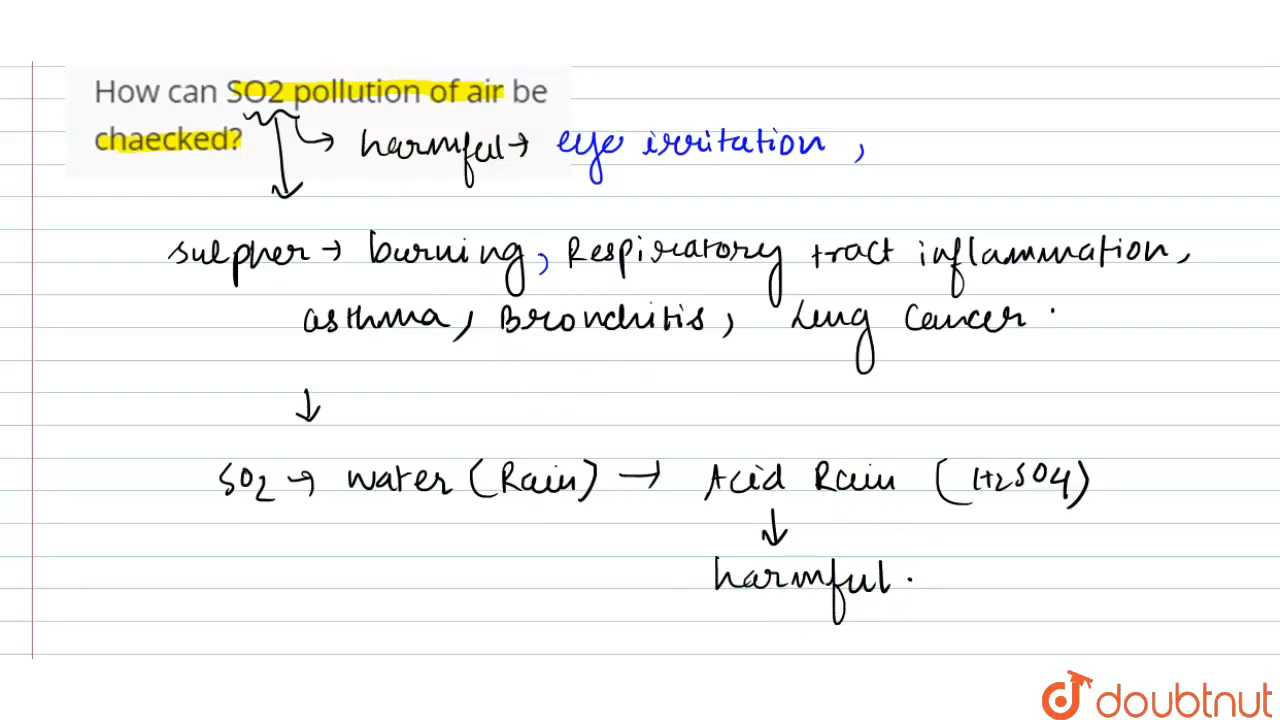 How can SO2 pollution of air be
chaecked?
harmful → eye irritation,
sulpher → burning, Respiratory tract inflammation,
asthma, Bronchitis, Lung Cancer.
↓
SO2 → water (Rain) → Acid Rain (H2SO4)
↓
harmful.
doubtnut